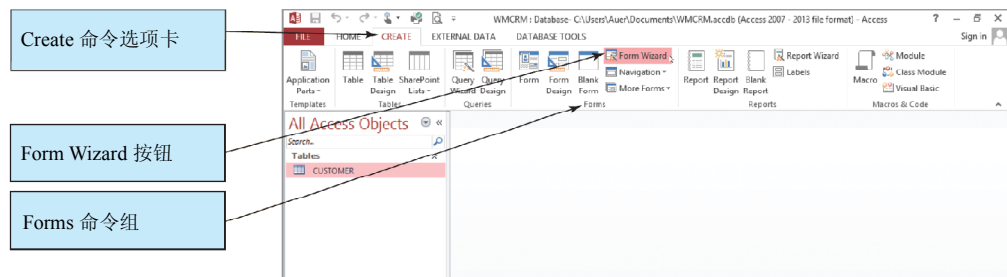 Create 命令选项卡
Form Wizard 按钮
Forms 命令组
WMCRM : Database- C:\Users\Auer\Documents\WMCRM.accdb (Access 2007 - 2013 file format) - Access
Sign in
FILE HOME CREATE EXTERNAL DATA DATABASE TOOLS
Application Parts
Table
Table Design
SharePoint Lists
Query Wizard
Query Design
Form
Form Design
Blank Form
Form Wizard
Navigation
More Forms
Report
Report Design
Blank Report
Report Wizard
Labels
Macro
Module
Class Module
Visual Basic
Templates Tables Queries Forms Reports Macros & Code
All Access Objects
Search...
Tables
CUSTOMER